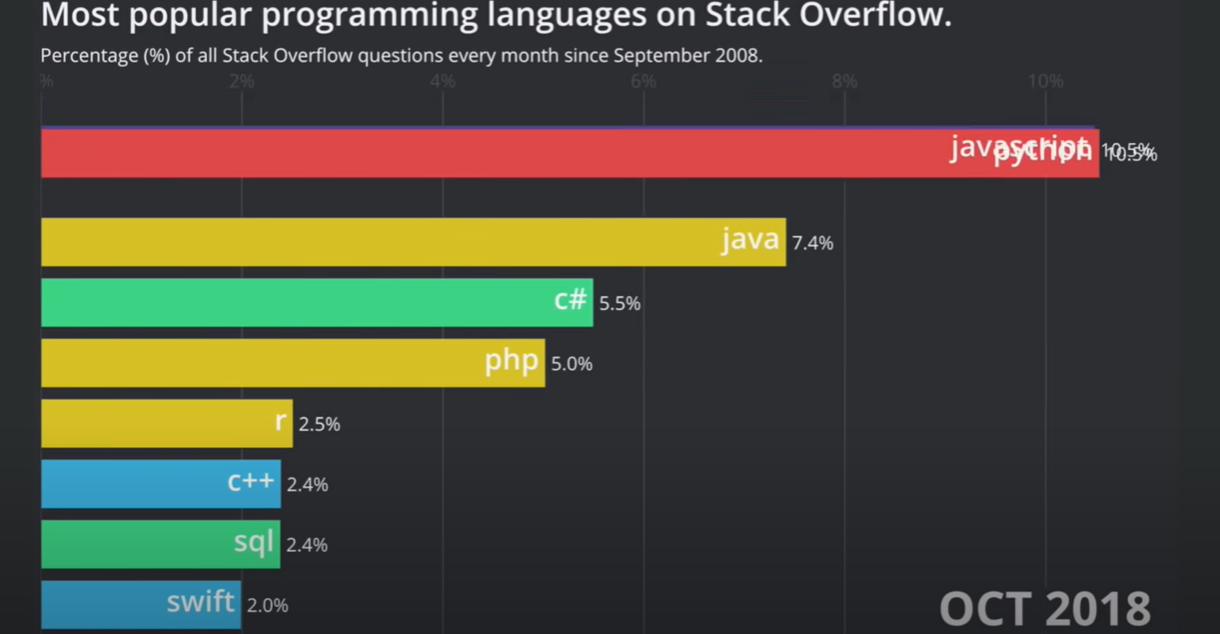 Most popular programming languages on Stack Overflow.
Percentage (%) of all Stack Overflow questions every month since September 2008.
% 2% 4% 6% 8% 10%
javascript 10.5%
python 10.5%
java 7.4%
c# 5.5%
php 5.0%
r 2.5%
c++ 2.4%
sql 2.4%
swift 2.0%
OCT 2018